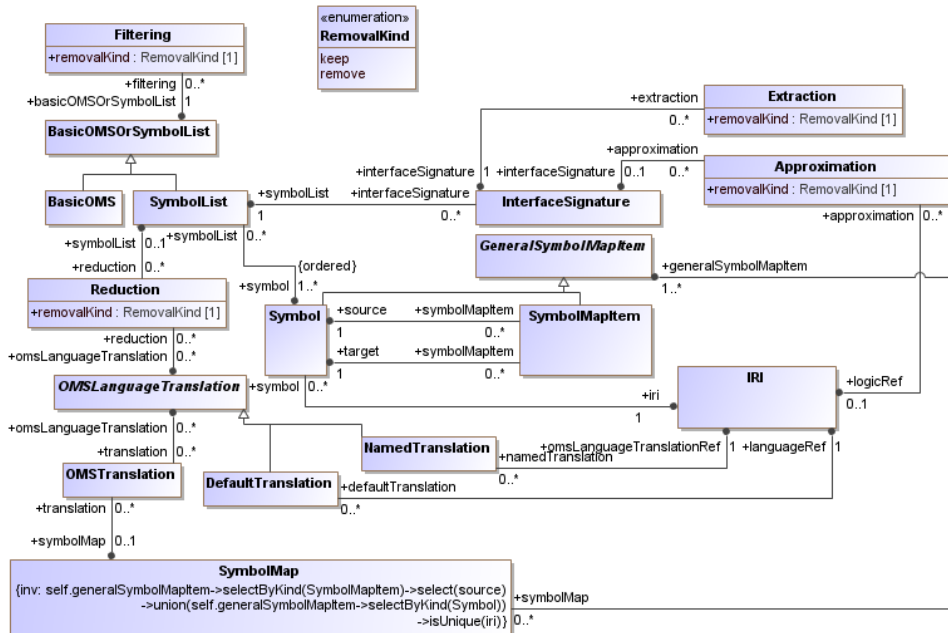 «enumeration»
RemovalKind
keep
remove
Filtering
+removalKind : RemovalKind [1]
+filtering 0..*
+basicOMSOrSymbolList 1
BasicOMSOrSymbolList
BasicOMS
SymbolList
+symbolList
1
+interfaceSignature
0..*
+extraction
0..*
Extraction
+removalKind : RemovalKind [1]
+interfaceSignature 1
+approximation
0..*
+interfaceSignature 0..1
Approximation
+removalKind : RemovalKind [1]
+approximation 0..*
InterfaceSignature
+symbolList 0..1
+reduction 0..*
+symbolList 0..*
{ordered}
+symbol 1..*
GeneralSymbolMapItem
+generalSymbolMapItem
1..*
Reduction
+removalKind : RemovalKind [1]
+reduction 0..*
+omsLanguageTranslation 0..*
Symbol
+source
1
+symbolMapItem
0..*
+target
1
+symbolMapItem
0..*
SymbolMapItem
OMSLanguageTranslation
+symbol
0..*
+iri
1
IRI
+logicRef
0..1
+omsLanguageTranslation 0..*
+translation 0..*
OMSTranslation
NamedTranslation
+omsLanguageTranslationRef 1
+languageRef 1
+namedTranslation
0..*
DefaultTranslation
+defaultTranslation
0..*
+translation 0..*
+symbolMap 0..1
SymbolMap
{inv: self.generalSymbolMapItem->selectByKind(SymbolMapItem)->select(source)
->union(self.generalSymbolMapItem->selectByKind(Symbol))
->isUnique(iri)}
+symbolMap
0..*